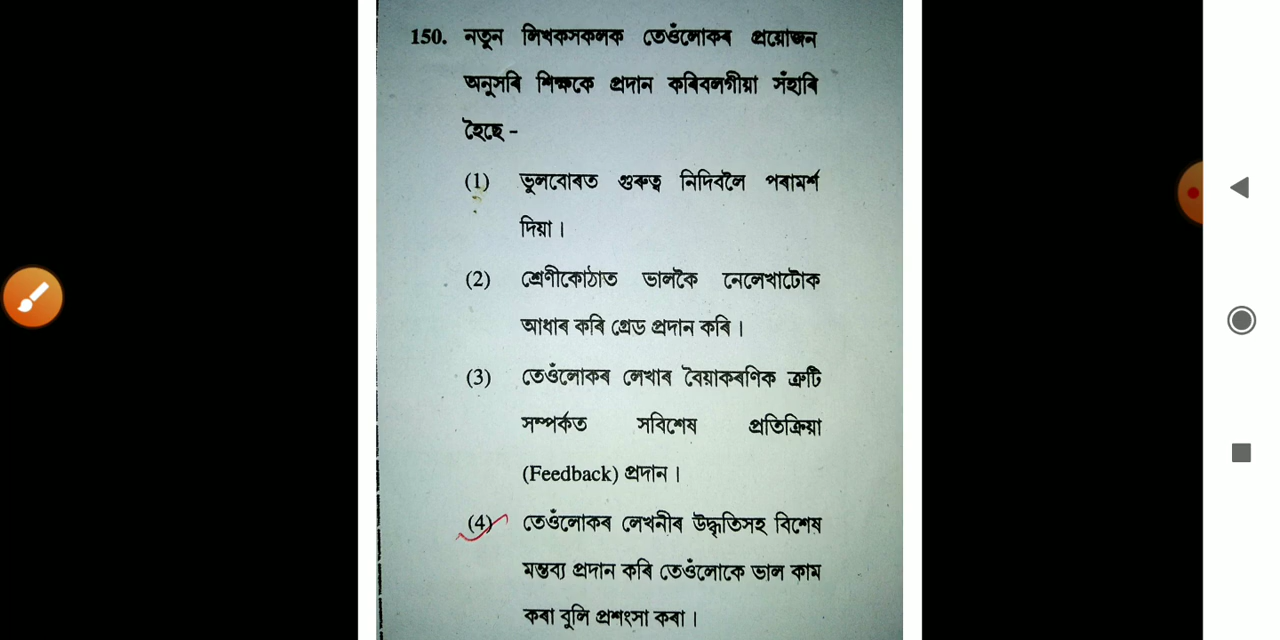 150. নতুন লিখকসকলক তেওঁলোকৰ প্ৰয়োজন
অনুসৰি শিক্ষকে প্ৰদান কৰিবলগীয়া সঁহাৰি
হৈছে -
(1) ভুলবোৰত গুৰুত্ব নিদিবলৈ পৰামৰ্শ
দিয়া ।
(2) শ্ৰেণীকোঠাত ভালকৈ নেলেখাটোক
আধাৰ কৰি গ্ৰেড প্ৰদান কৰি ।
(3) তেওঁলোকৰ লেখাৰ বৈয়াকৰণিক ত্ৰুটি
সম্পৰ্কত সবিশেষ প্ৰতিক্ৰিয়া
(Feedback) প্ৰদান ।
(4) তেওঁলোকৰ লেখনীৰ উদ্ধৃতিসহ বিশেষ
মন্তব্য প্ৰদান কৰি তেওঁলোকে ভাল কাম
কৰা বুলি প্ৰশংসা কৰা ।